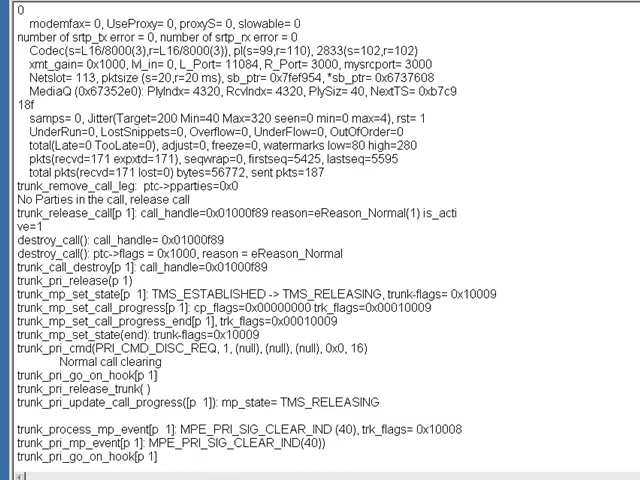 0
modemfax= 0, UseProxy= 0, proxyS= 0, slowable= 0
number of srtp_tx error = 0, number of srtp_rx error = 0
Codec(s=L16/8000(3),r=L16/8000(3)), pl(s=99,r=110), 2833(s=102,r=102)
xmt_gain= 0x1000, lvl_in= 0, L_Port= 11084, R_Port= 3000, mysrcport= 3000
Netslot= 113, pktsize (s=20,r=20 ms), sb_ptr= 0x7fef954, *sb_ptr= 0x6737608
MediaQ (0x67352e0): PlyIndx= 4320, RcvIndx= 4320, PlySiz= 40, NextTS= 0xb7c9
18f
samps= 0, Jitter(Target=200 Min=40 Max=320 seen=0 min=0 max=4), rst= 1
UnderRun=0, LostSnippets=0, Overflow=0, UnderFlow=0, OutOfOrder=0
total(Late=0 TooLate=0), adjust=0, freeze=0, watermarks low=80 high=280
pkts(recvd=171 expxtd=171), seqwrap=0, firstseq=5425, lastseq=5595
total pkts(recvd=171 lost=0) bytes=56772, sent pkts=187
trunk_remove_call_leg:  ptc->pparties=0x0
No Parties in the call, release call
trunk_release_call[p 1]: call_handle=0x01000f89 reason=eReason_Normal(1) is_acti
ve=1
destroy_call(): call_handle= 0x01000f89
destroy_call(): ptc->flags = 0x1000, reason = eReason_Normal
trunk_call_destroy[p 1]: call_handle=0x01000f89
trunk_pri_release(p 1)
trunk_mp_set_state[p  1]: TMS_ESTABLISHED -> TMS_RELEASING, trunk-flags= 0x10009
trunk_mp_set_call_progress[p 1]: cp_flags=0x00000000 trk_flags=0x00010009
trunk_mp_set_call_progress_end[p 1], trk_flags=0x00010009
trunk_mp_set_state(end): trunk-flags=0x10009
trunk_pri_cmd(PRI_CMD_DISC_REQ, 1, (null), (null), (null), 0x0, 16)
Normal call clearing
trunk_pri_go_on_hook[p 1]
trunk_pri_release_trunk( )
trunk_pri_update_call_progress([p  1]): mp_state= TMS_RELEASING
trunk_process_mp_event[p  1]: MPE_PRI_SIG_CLEAR_IND (40), trk_flags= 0x10008
trunk_pri_mp_event[p 1]: MPE_PRI_SIG_CLEAR_IND(40))
trunk_pri_go_on_hook[p 1]